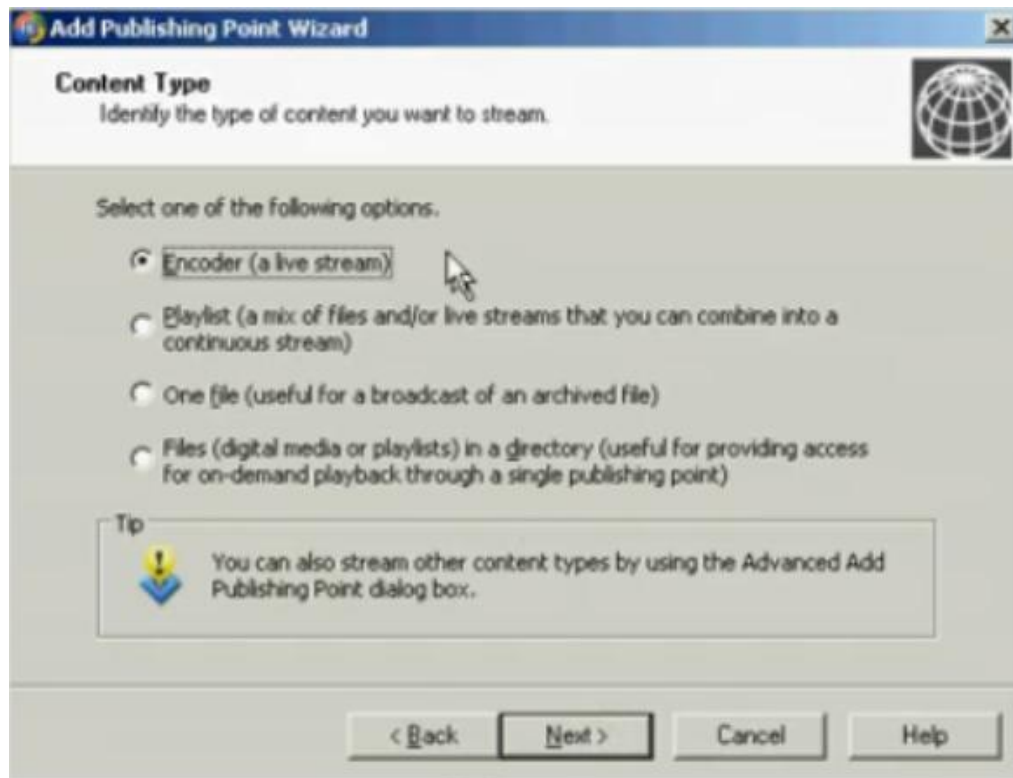 Add Publishing Point Wizard
Content Type
Identify the type of content you want to stream.
Select one of the following options.
Encoder (a live stream)
Playlist (a mix of files and/or live streams that you can combine into a
continuous stream)
One file (useful for a broadcast of an archived file)
Files (digital media or playlists) in a directory (useful for providing access
for on-demand playback through a single publishing point)
Tip
You can also stream other content types by using the Advanced Add
Publishing Point dialog box.
< Back
Next >
Cancel
Help